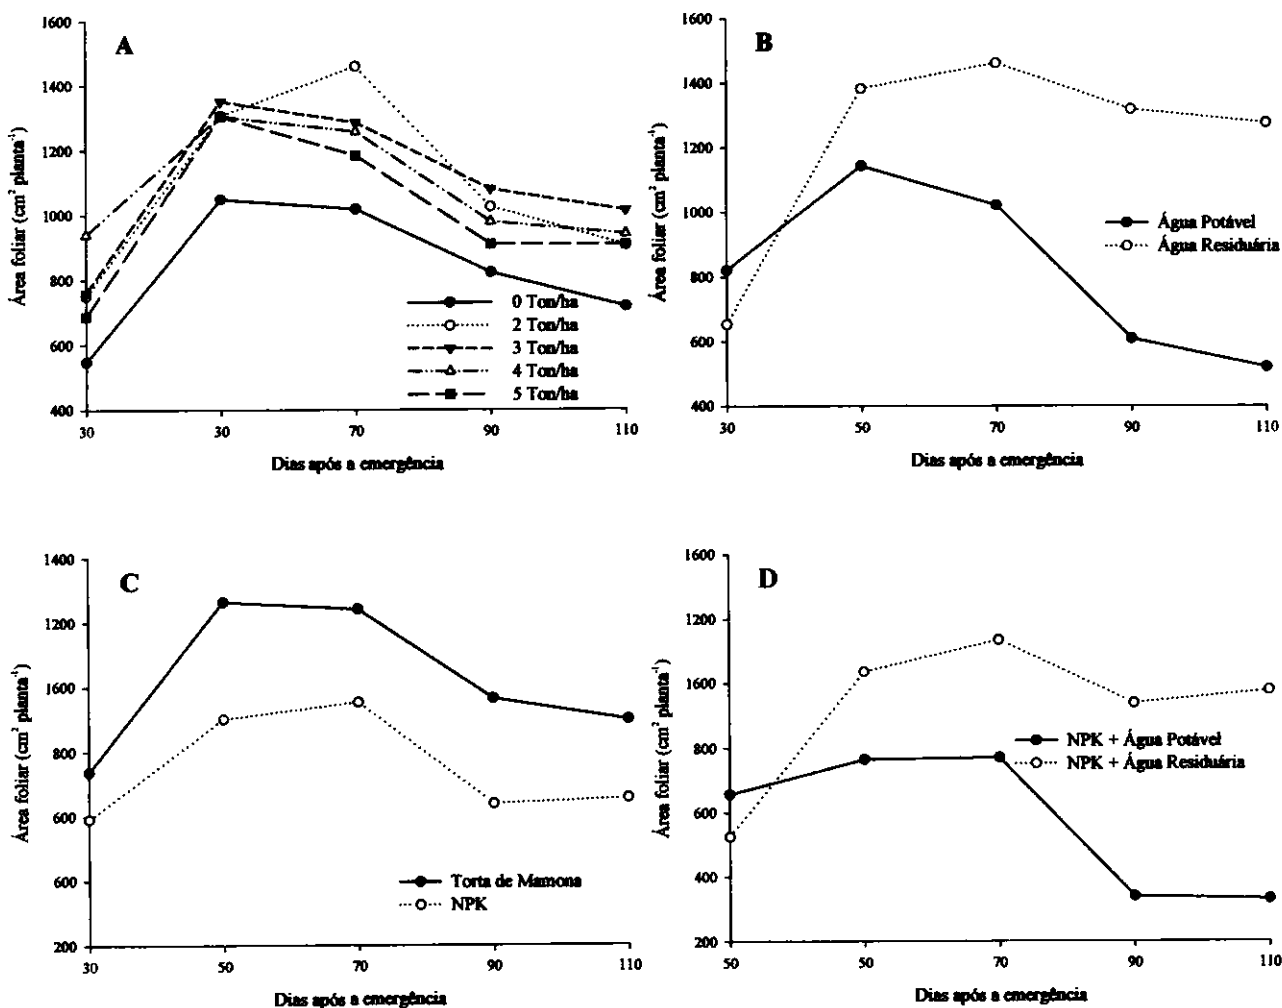 A
Área foliar (cm² planta⁻¹)
1600
1400
1200
1000
800
600
400
0 Ton/ha
2 Ton/ha
3 Ton/ha
4 Ton/ha
5 Ton/ha
30 30 70 90 110
Dias após a emergência
B
Área foliar (cm² planta⁻¹)
1600
1400
1200
1000
800
600
400
Água Potável
Água Residuária
30 50 70 90 110
Dias após a emergência
C
Área foliar (cm² planta⁻¹)
1400
1200
1600
800
600
600
200
Torta de Mamona
NPK
30 50 70 90 110
Dias após a emergência
D
Área foliar (cm² planta⁻¹)
1600
1200
1600
800
600
400
200
NPK + Água Potável
NPK + Água Residuária
50 50 70 90 110
Dias após a emergência